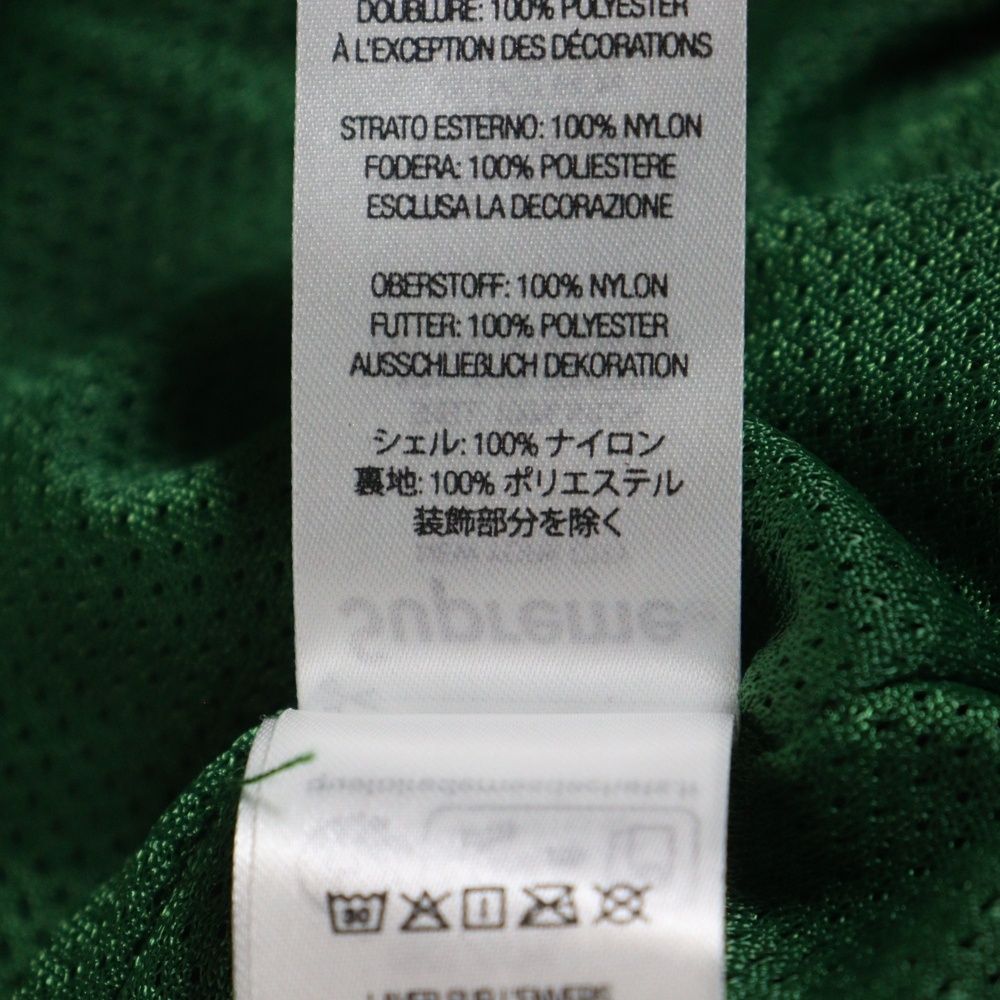 DOUBLURE: 100% POLYESTER
À L'EXCEPTION DES DÉCORATIONS
STRATO ESTERNO: 100% NYLON
FODERA: 100% POLIESTERE
ESCLUSA LA DECORAZIONE
OBERSTOFF: 100% NYLON
FUTTER: 100% POLYESTER
AUSSCHLIEßLICH DEKORATION
シェル: 100% ナイロン
裏地: 100% ポリエステル
装飾部分を除く
Supreme
30